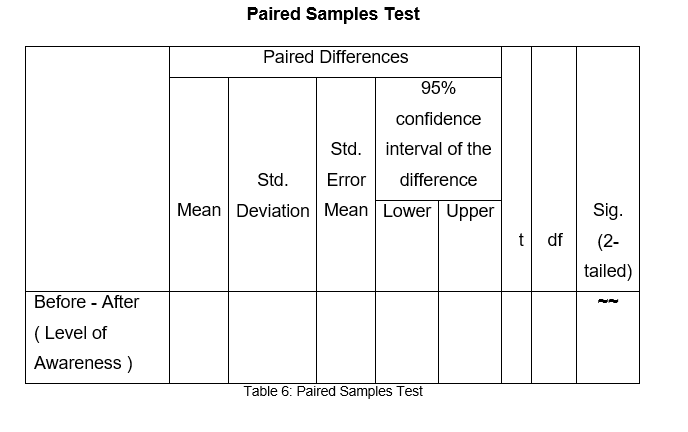 Paired Samples Test
Paired Differences
95%
confidence
interval of the
difference
Std.
Error
Mean
Std.
Deviation
Mean
Lower
Upper
t
df
Sig.
(2-
tailed)
Before - After
( Level of
Awareness )
~~
Table 6: Paired Samples Test